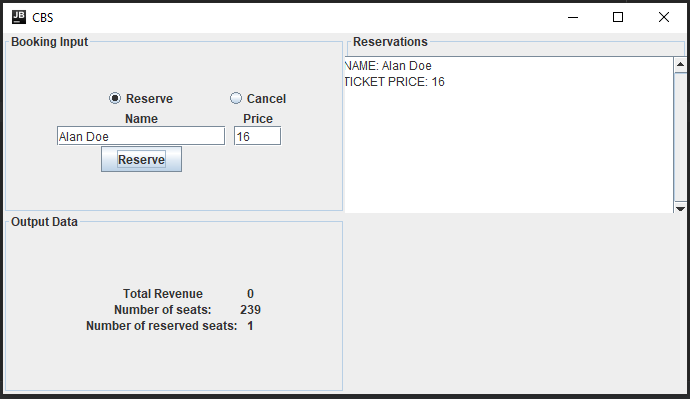 JB CBS
Booking Input
Reserve Cancel
Name Price
Alan Doe 16
Reserve
Reservations
NAME: Alan Doe
TICKET PRICE: 16
Output Data
Total Revenue 0
Number of seats: 239
Number of reserved seats: 1